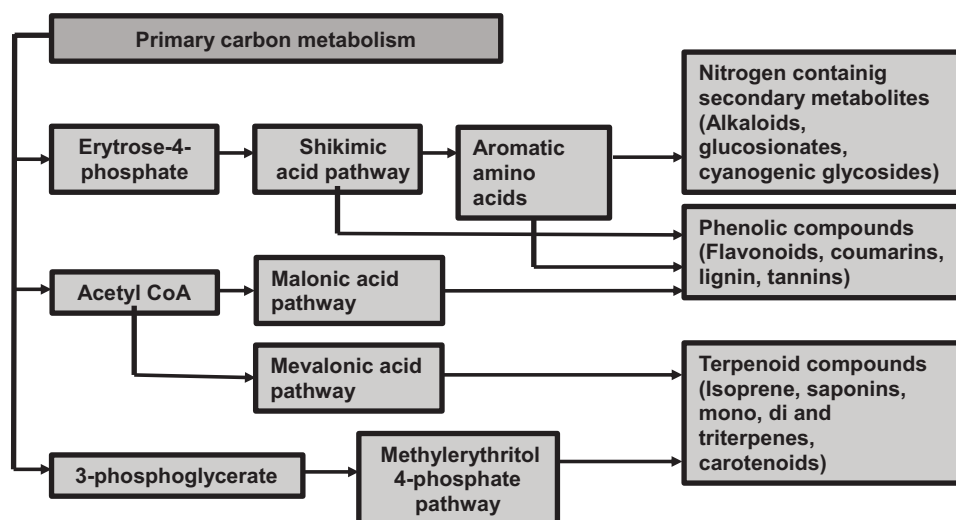 Primary carbon metabolism
Erytrose-4-
phosphate
Shikimic
acid pathway
Aromatic
amino
acids
Nitrogen containig
secondary metabolites
(Alkaloids,
glucosionates,
cyanogenic glycosides)
Phenolic compounds
(Flavonoids, coumarins,
lignin, tannins)
Acetyl CoA
Malonic acid
pathway
Mevalonic acid
pathway
Terpenoid compounds
(Isoprene, saponins,
mono, di and
triterpenes,
carotenoids)
3-phosphoglycerate
Methylerythritol
4-phosphate
pathway